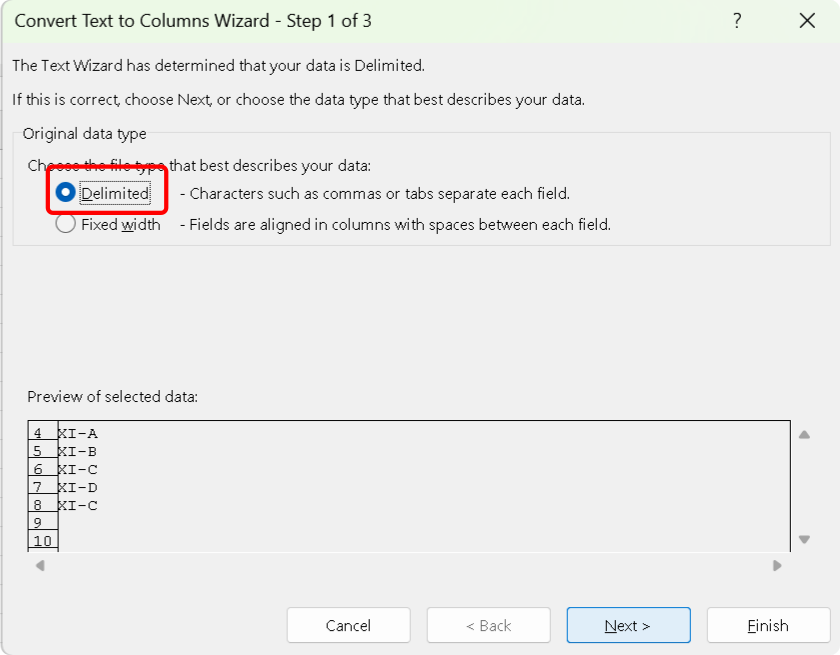 Convert Text to Columns Wizard - Step 1 of 3 ?
The Text Wizard has determined that your data is Delimited.
If this is correct, choose Next, or choose the data type that best describes your data.
Original data type
Choose the file type that best describes your data:
Delimited - Characters such as commas or tabs separate each field.
Fixed width - Fields are aligned in columns with spaces between each field.
Preview of selected data:
4 XI-A
5 XI-B
6 XI-C
7 XI-D
8 XI-C
9
10
Cancel < Back Next > Finish